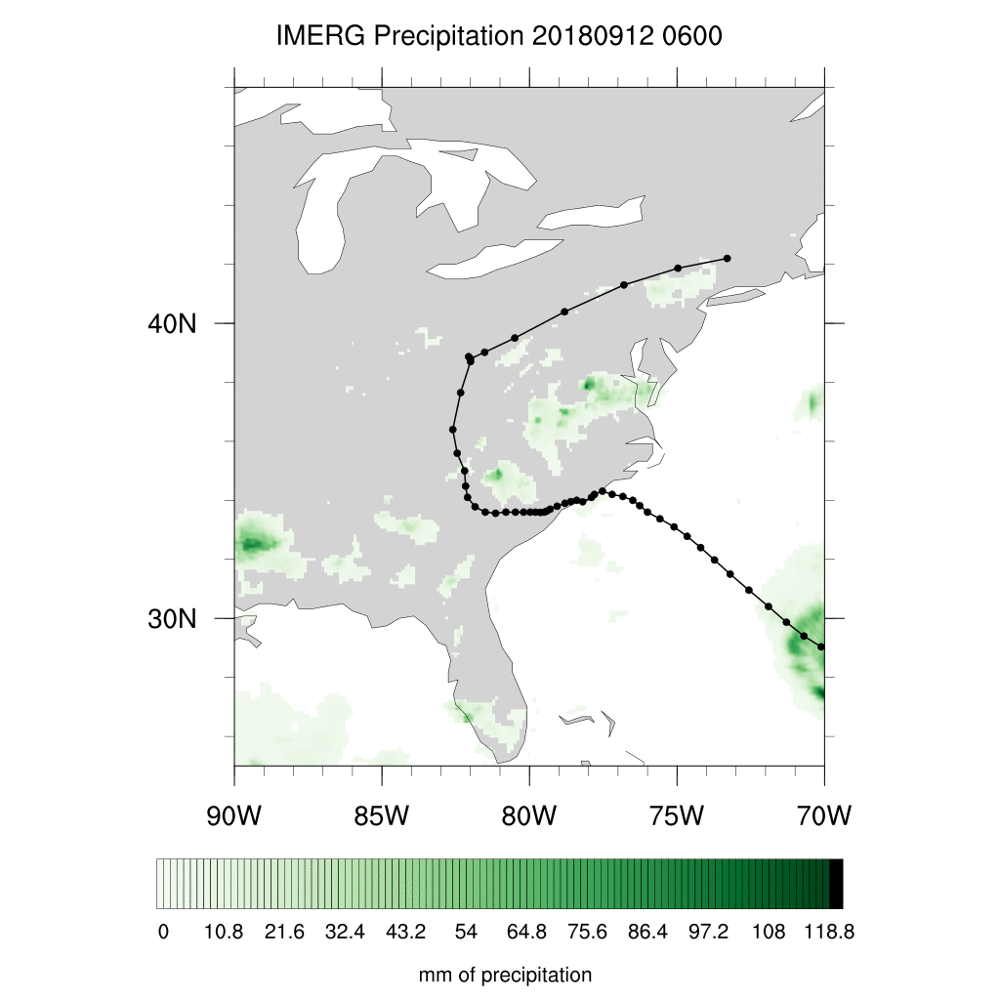 IMERG Precipitation 20180912 0600
40N
30N
90W 85W 80W 75W 70W
0 10.8 21.6 32.4 43.2 54 64.8 75.6 86.4 97.2 108 118.8
mm of precipitation